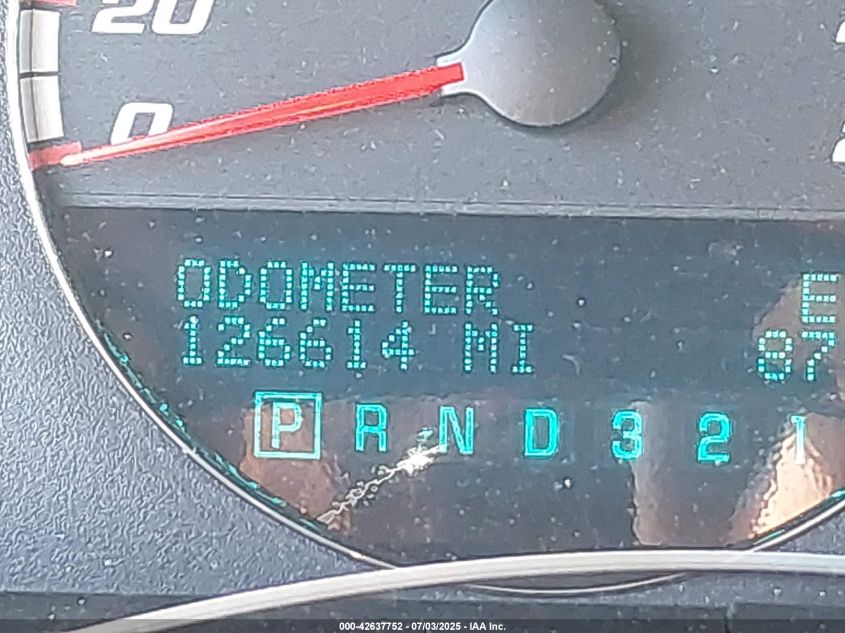 20
0
ODOMETER E
126614 MI 87
P R N D 3 2 1
000-42637752 - 07/03/2025 - IAA Inc.